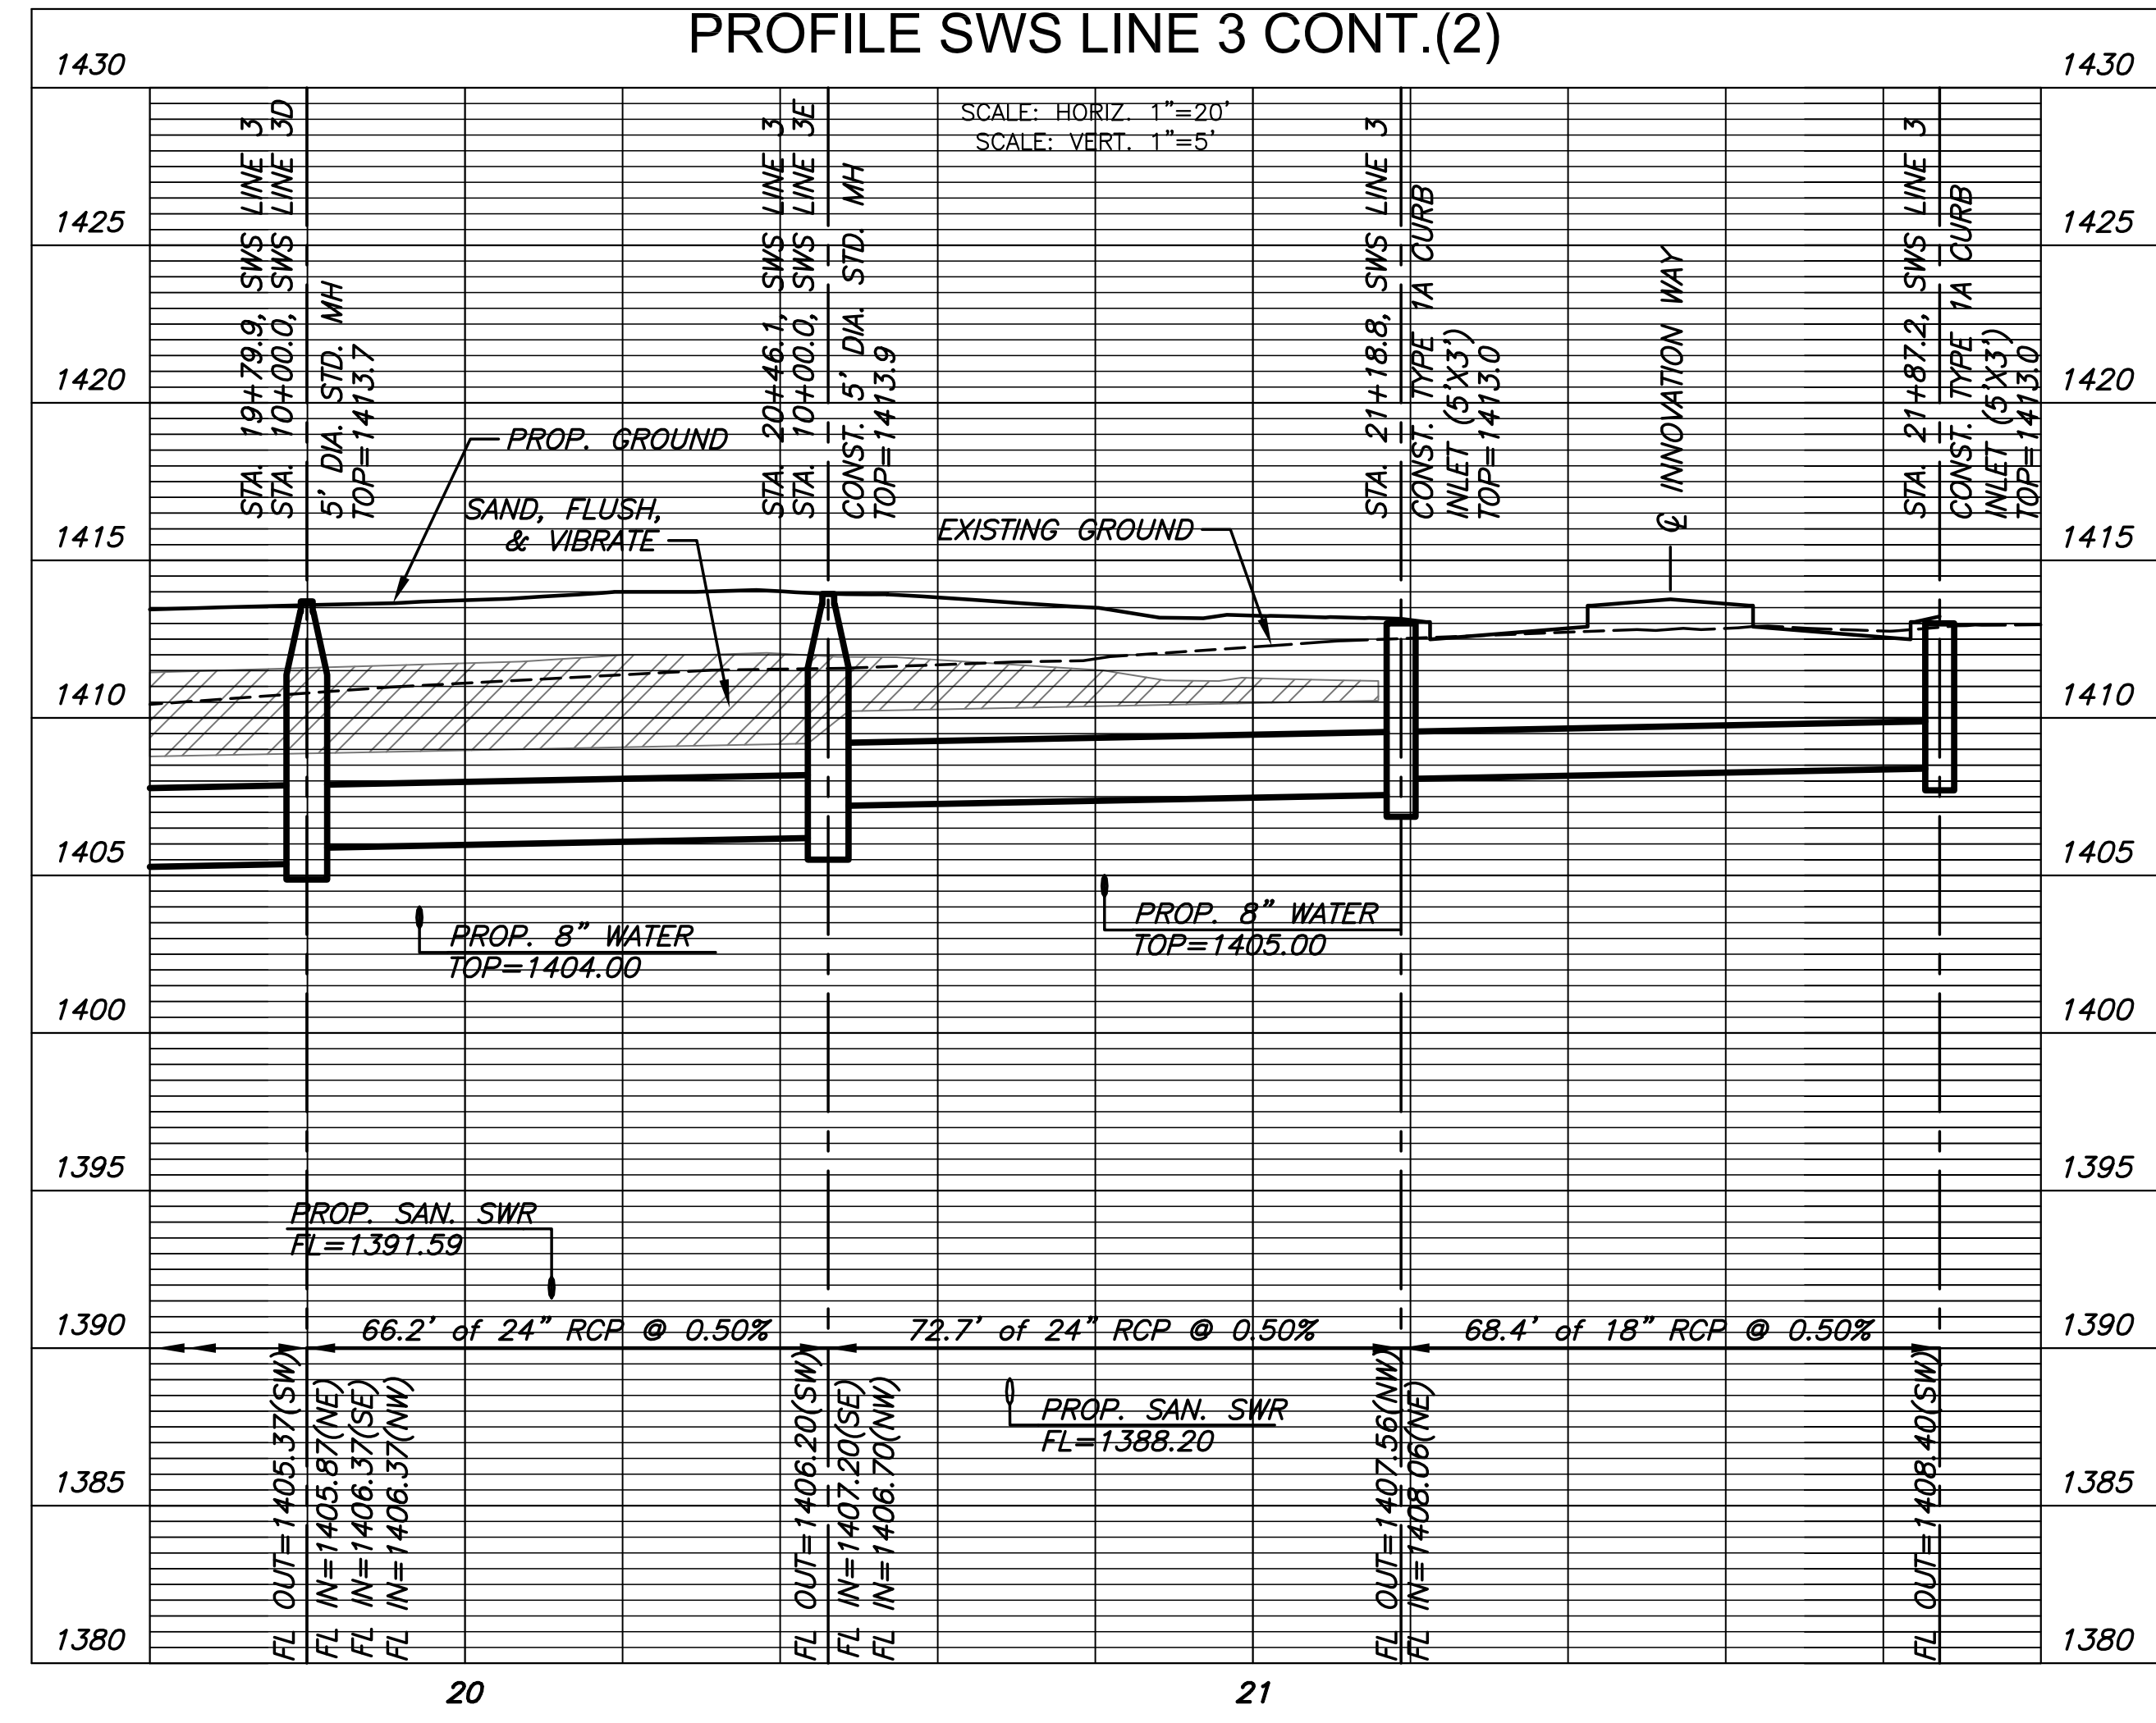 PROFILE SWS LINE 3 CONT.(2)
SCALE: HORIZ. 1"=20'
SCALE: VERT. 1"=5'
1430
1425
1420
1415
1410
1405
1400
1395
1390
1385
1380
1430
1425
1420
1415
1410
1405
1400
1395
1390
1385
1380
STA. 19+79.9, SWS LINE 3
STA. 10+00.0, SWS LINE 3D
5' DIA. STD. MH
TOP=1413.7
STA. 20+46.1, SWS LINE 3
STA. 10+00.0, SWS LINE 3E
CONST. 5' DIA. STD. MH
TOP=1413.9
STA. 21+18.8, SWS LINE 3
CONST. TYPE 1A CURB
INLET (5'X3')
TOP=1413.0
℄ INNOVATION WAY
STA. 21+87.2, SWS LINE 3
CONST. TYPE 1A CURB
INLET (5'X3')
TOP=1413.0
PROP. GROUND
SAND, FLUSH,
& VIBRATE
EXISTING GROUND
PROP. 8" WATER
TOP=1404.00
PROP. 8" WATER
TOP=1405.00
PROP. SAN. SWR
FL=1391.59
66.2' of 24" RCP @ 0.50%
72.7' of 24" RCP @ 0.50%
68.4' of 18" RCP @ 0.50%
PROP. SAN. SWR
FL=1388.20
FL OUT=1405.37(SW)
FL IN=1405.87(NE)
FL IN=1406.37(SE)
FL IN=1406.37(NW)
FL OUT=1406.20(SW)
FL IN=1407.20(SE)
FL IN=1406.70(NW)
FL OUT=1407.56(NW)
FL IN=1408.06(NE)
FL OUT=1408.40(SW)
20
21